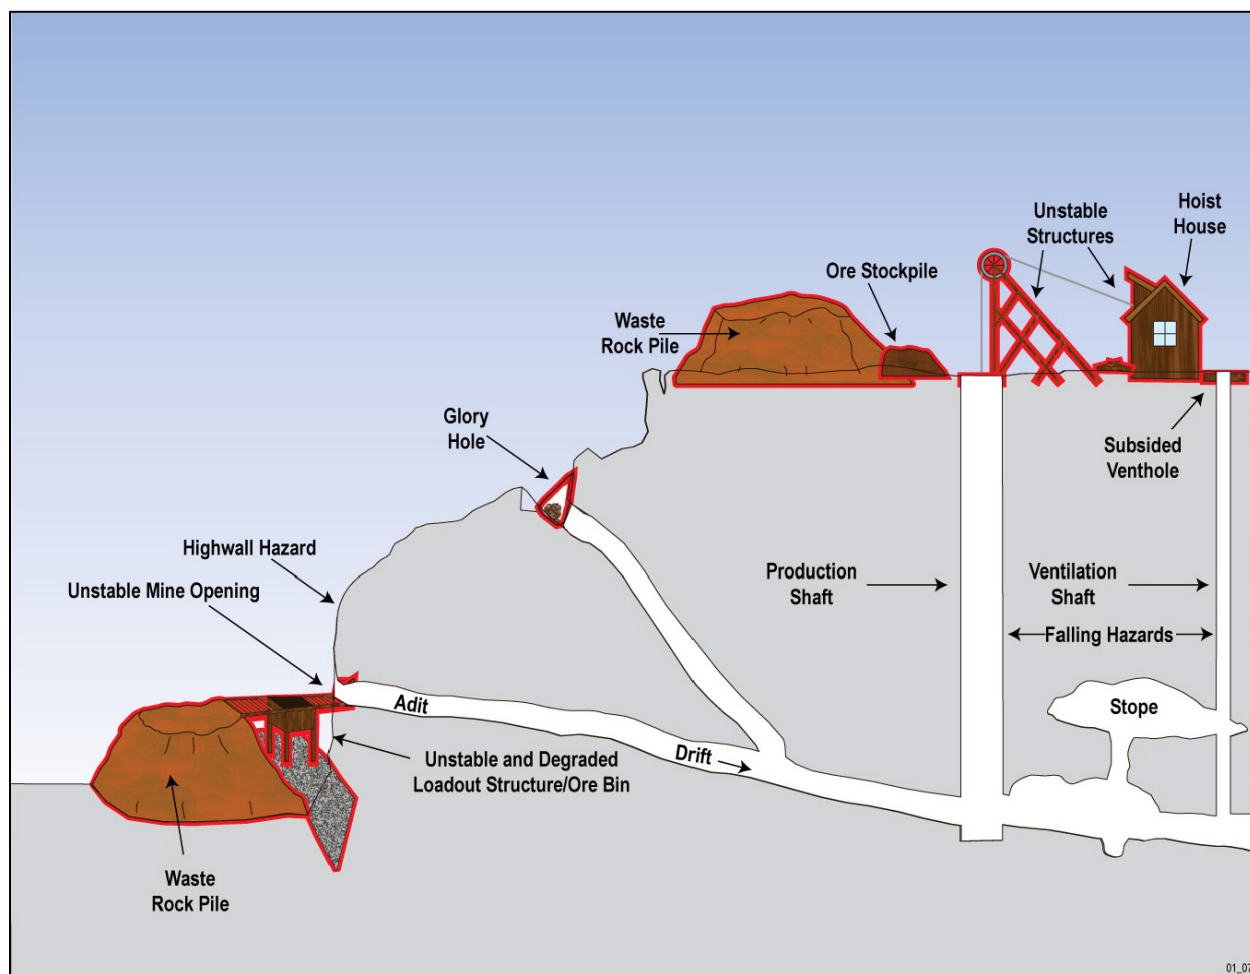 Unstable
Structures
Hoist
House
Ore Stockpile
Waste
Rock Pile
Glory
Hole
Subsided
Venthole
Highwall Hazard
Unstable Mine Opening
Production
Shaft
Ventilation
Shaft
Falling Hazards
Adit
Stope
Drift
Unstable and Degraded
Loadout Structure/Ore Bin
Waste
Rock Pile
01_07